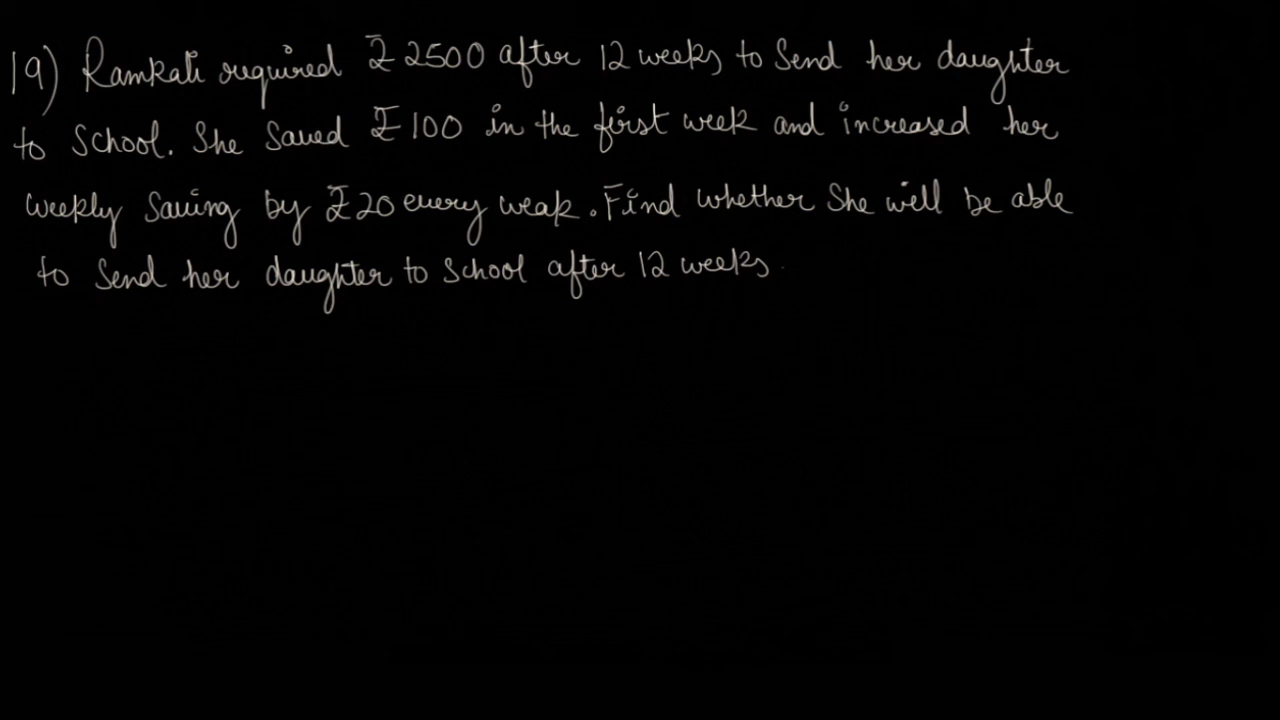 19) Ramkali required ₹ 2500 after 12 weeks to Send her daughter
to School. She Saved ₹ 100 in the first week and increased her
weekly Saving by ₹ 20 every weak. Find whether She will be able
to Send her daughter to School after 12 weeks.